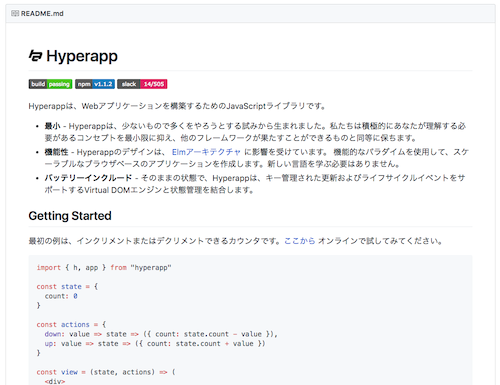 README.md
Hyperapp
build passing npm v1.1.2 slack 14/505
Hyperappは、Webアプリケーションを構築するためのJavaScriptライブラリです。
• 最小 - Hyperappは、少ないもので多くをやろうとする試みから生まれました。私たちは積極的にあなたが理解する必
要があるコンセプトを最小限に抑え、他のフレームワークが果たすことができるものと同等に保ちます。
• 機能性 - Hyperappのデザインは、 Elmアーキテクチャ に影響を受けています。 機能的なパラダイムを使用して、スケ
ーラブルなブラウザベースのアプリケーションを作成します。新しい言語を学ぶ必要はありません。
• バッテリーインクルード - そのままの状態で、Hyperappは、キー管理された更新およびライフサイクルイベントをサ
ポートするVirtual DOMエンジンと状態管理を結合します。
Getting Started
最初の例は、インクリメントまたはデクリメントできるカウンタです。ここから オンラインで試してみてください。
import { h, app } from "hyperapp"
const state = {
  count: 0
}
const actions = {
  down: value => state => ({ count: state.count - value }),
  up: value => state => ({ count: state.count + value })
}
const view = (state, actions) => (
  <div>